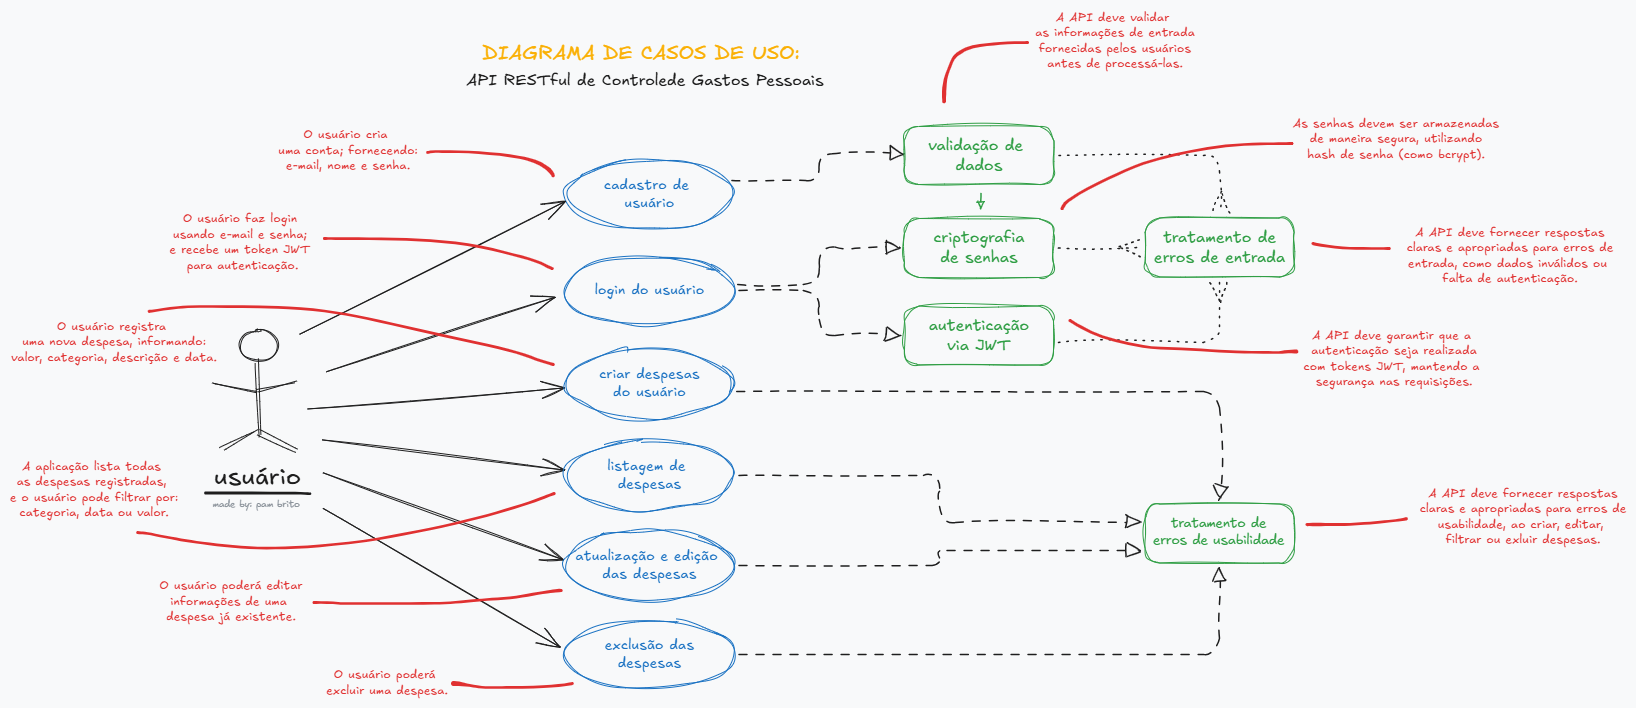 DIAGRAMA DE CASOS DE USO:
API RESTful de Controlede Gastos Pessoais
A API deve validar
as informações de entrada
fornecidas pelos usuários
antes de processá-las.
O usuário cria
uma conta; fornecendo:
e-mail, nome e senha.
cadastro de
usuário
validação de
dados
As senhas devem ser armazenadas
de maneira segura, utilizando
hash de senha (como bcrypt).
O usuário faz login
usando e-mail e senha;
e recebe um token JWT
para autenticação.
login do usuário
criptografia
de senhas
tratamento de
erros de entrada
A API deve fornecer respostas
claras e apropriadas para erros de
entrada, como dados inválidos ou
falta de autenticação.
autenticação
via JWT
A API deve garantir que a
autenticação seja realizada
com tokens JWT, mantendo a
segurança nas requisições.
O usuário registra
uma nova despesa, informando:
valor, categoria, descrição e data.
criar despesas
do usuário
usuário
made by: pam brito
A aplicação lista todas
as despesas registradas,
e o usuário pode filtrar por:
categoria, data ou valor.
listagem de
despesas
tratamento de
erros de usabilidade
A API deve fornecer respostas
claras e apropriadas para erros de
usabilidade, ao criar, editar,
filtrar ou exluir despesas.
atualização e edição
das despesas
O usuário poderá editar
informações de uma
despesa já existente.
exclusão das
despesas
O usuário poderá
excluir uma despesa.